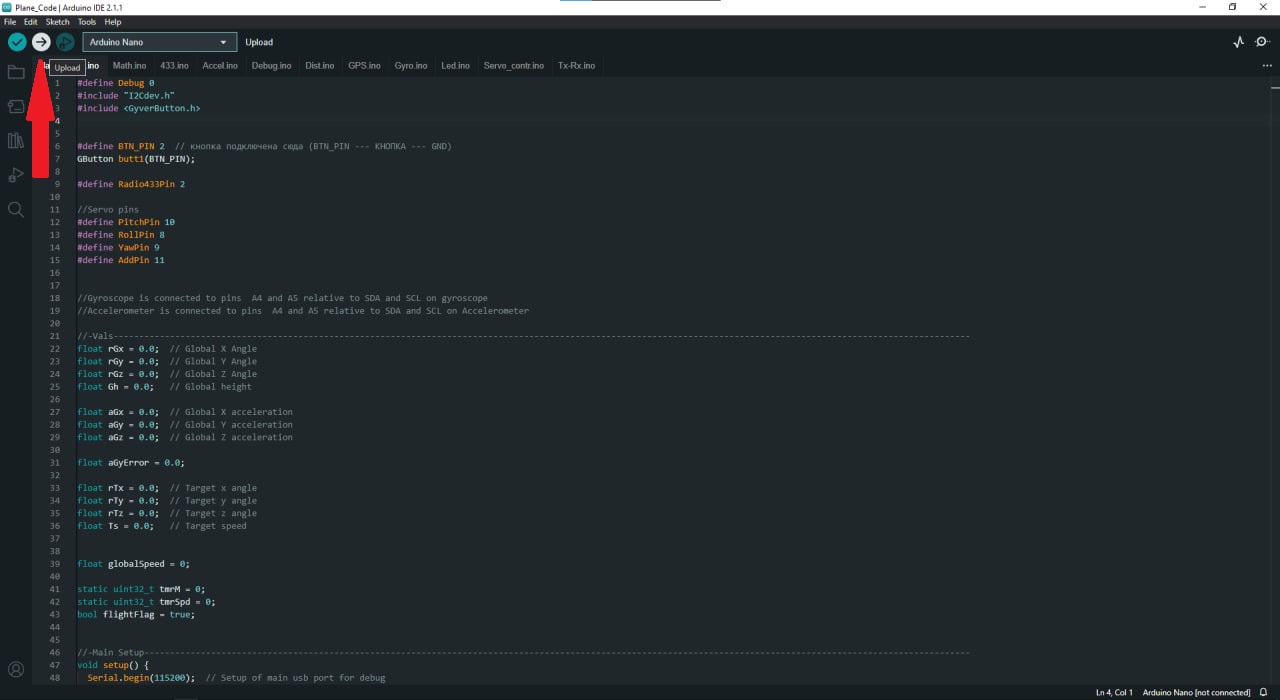 Plane_Code | Arduino IDE 2.1.1
File Edit Sketch Tools Help
Arduino Nano
Upload
Upload
ino Math.ino 433.ino Accel.ino Debug.ino Dist.ino GPS.ino Gyro.ino Led.ino Servo_contr.ino Tx-Rx.ino
1 #define Debug 0
2 #include "I2Cdev.h"
3 #include <GyverButton.h>
4
5
6 #define BTN_PIN 2 // кнопка подключена сюда (BTN_PIN --- КНОПКА --- GND)
7 GButton butt1(BTN_PIN);
8
9 #define Radio433Pin 2
10
11 //Servo pins
12 #define PitchPin 10
13 #define RollPin 8
14 #define YawPin 9
15 #define AddPin 11
16
17
18 //Gyroscope is connected to pins  A4 and A5 relative to SDA and SCL on gyroscope
19 //Accelerometer is connected to pins  A4 and A5 relative to SDA and SCL on Accelerometer
20
21 //-Vals-----------------------------------------------------------------------------------------------------------------------------------------------------------------------
22 float rGx = 0.0;  // Global X Angle
23 float rGy = 0.0;  // Global Y Angle
24 float rGz = 0.0;  // Global Z Angle
25 float Gh = 0.0;   // Global height
26
27 float aGx = 0.0;  // Global X acceleration
28 float aGy = 0.0;  // Global Y acceleration
29 float aGz = 0.0;  // Global Z acceleration
30
31 float aGyError = 0.0;
32
33 float rTx = 0.0;  // Target x angle
34 float rTy = 0.0;  // Target y angle
35 float rTz = 0.0;  // Target z angle
36 float Ts = 0.0;   // Target speed
37
38
39 float globalSpeed = 0;
40
41 static uint32_t tmrM = 0;
42 static uint32_t tmrSpd = 0;
43 bool flightFlag = true;
44
45
46 //-Main Setup-----------------------------------------------------------------------------------------------------------------------------------------------------------------
47 void setup() {
48   Serial.begin(115200);  // Setup of main usb port for debug
Ln 4, Col 1 Arduino Nano [not connected]